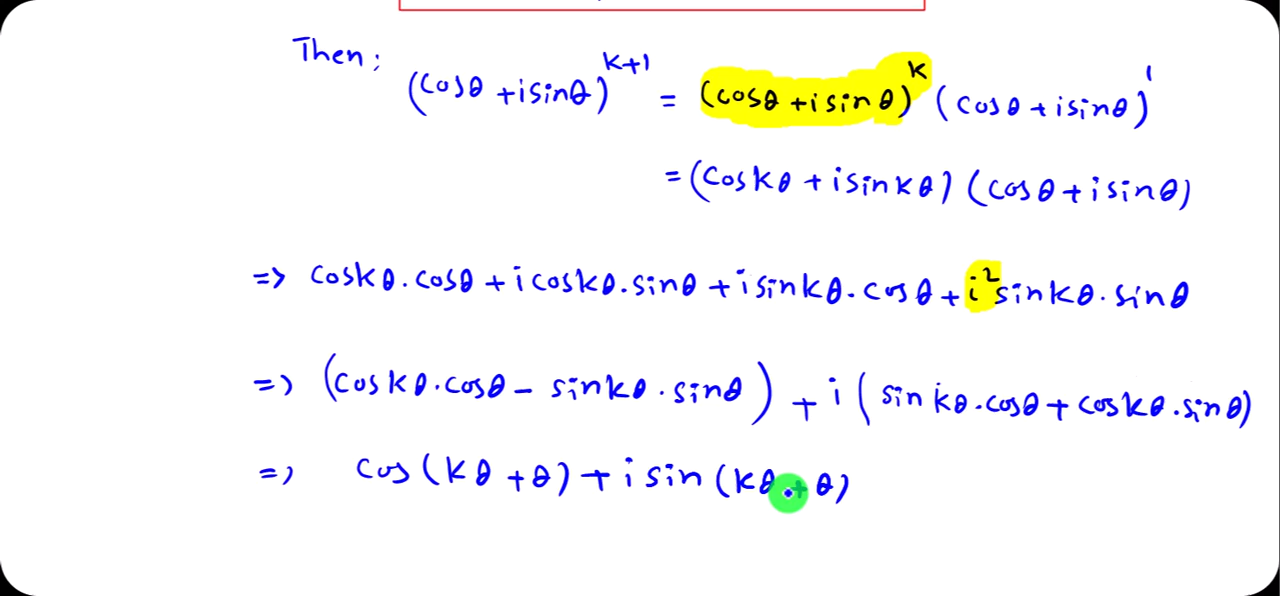 Then;
(cosθ + isinθ)^{k+1} = (cosθ + isinθ)^k (cosθ + isinθ)^1
= (coskθ + isinkθ) (cosθ + isinθ)
=> coskθ.cosθ + icoskθ.sinθ + isinkθ.cosθ + i²sinkθ.sinθ
=> (coskθ.cosθ - sinkθ.sinθ) + i (sinkθ.cosθ + coskθ.sinθ)
=> cos(kθ + θ) + isin(kθ + θ)